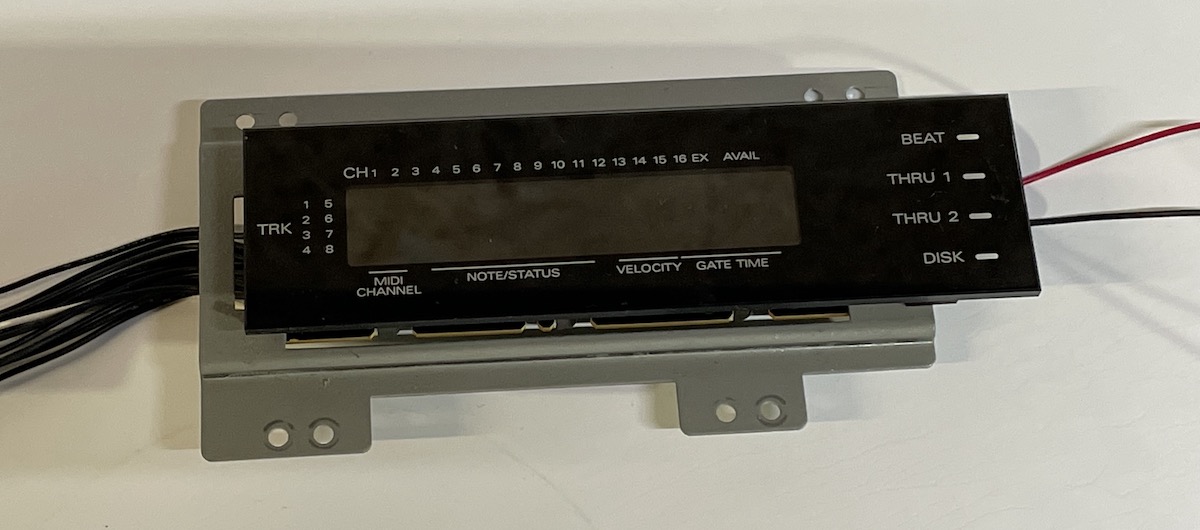 CH 1 2 3 4 5 6 7 8 9 10 11 12 13 14 15 16 EX AVAIL
TRK
1 5
2 6
3 7
4 8
MIDI
CHANNEL
NOTE/STATUS
VELOCITY
GATE TIME
BEAT
THRU 1
THRU 2
DISK